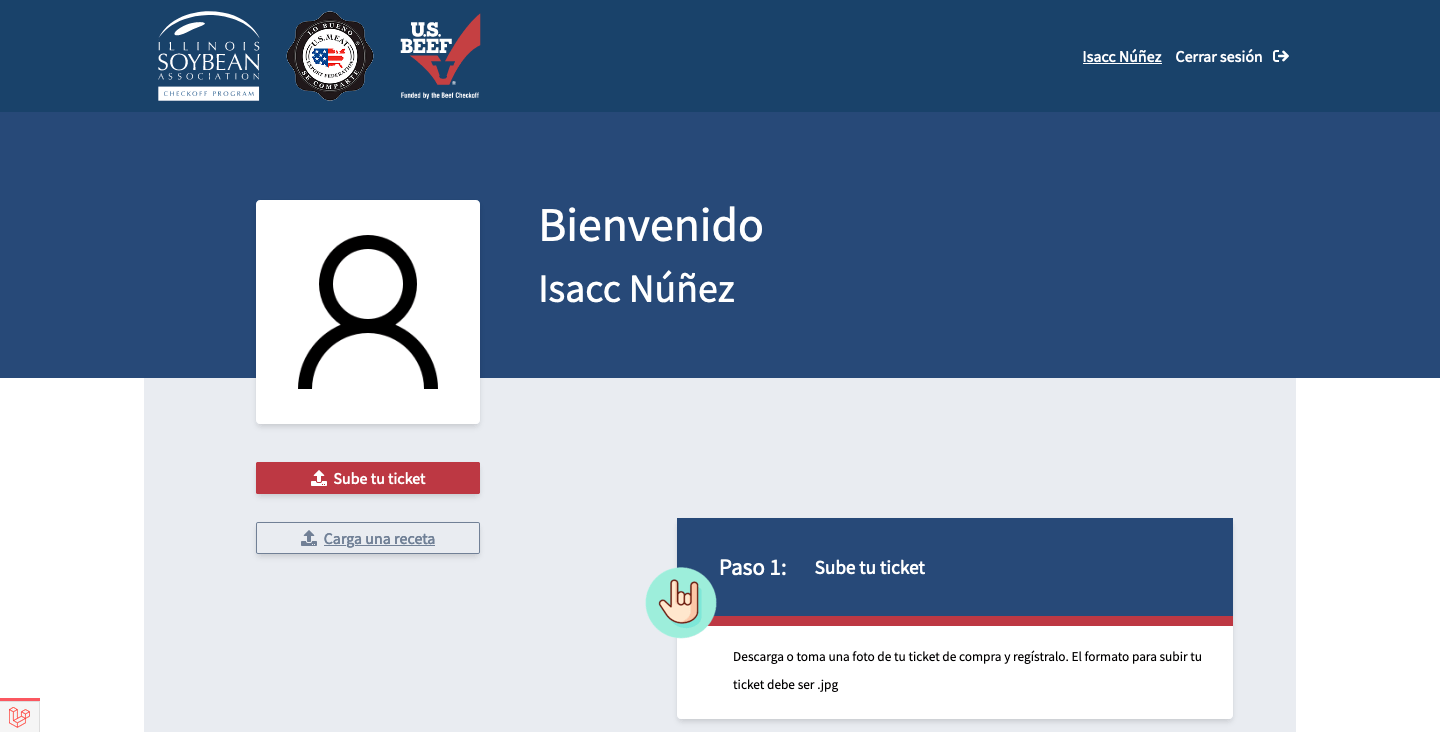 ILLINOIS
SOYBEAN
ASSOCIATION
CHECKOFF PROGRAM
LO BUENO
U.S. MEAT
EXPORT FEDERATION
SE COMPARTE
®
U.S.
BEEF
Funded by the Beef Checkoff
Isacc Núñez Cerrar sesión
Bienvenido
Isacc Núñez
Sube tu ticket
Carga una receta
Paso 1: Sube tu ticket
Descarga o toma una foto de tu ticket de compra y regístralo. El formato para subir tu
ticket debe ser .jpg